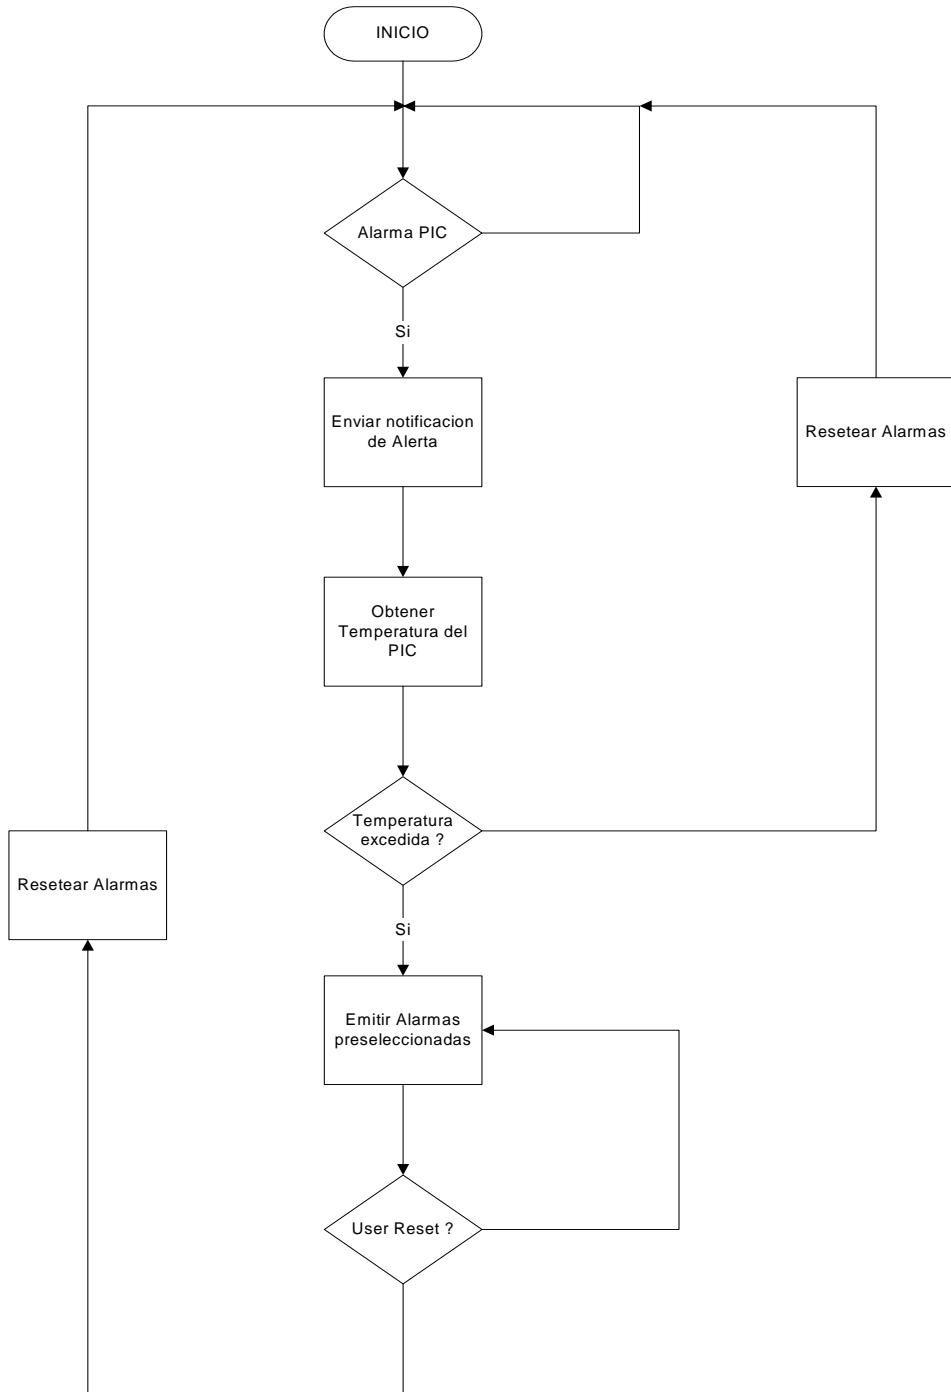 INICIO
Alarma PIC
Si
Enviar notificacion
de Alerta
Resetear Alarmas
Obtener
Temperatura del
PIC
Temperatura
excedida ?
Resetear Alarmas
Si
Emitir Alarmas
preseleccionadas
User Reset ?